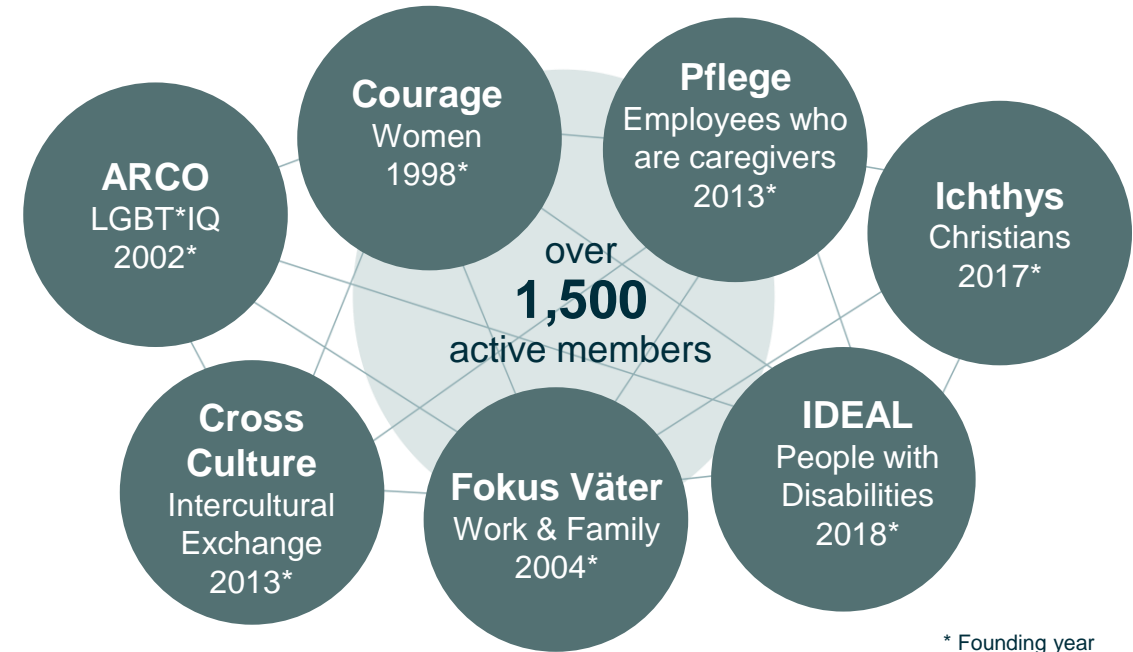 Courage
Women
1998*
Pflege
Employees who
are caregivers
2013*
ARCO
LGBT*IQ
2002*
Ichthys
Christians
2017*
over
1,500
active members
Cross
Culture
Intercultural
Exchange
2013*
Fokus Väter
Work & Family
2004*
IDEAL
People with
Disabilities
2018*
* Founding year